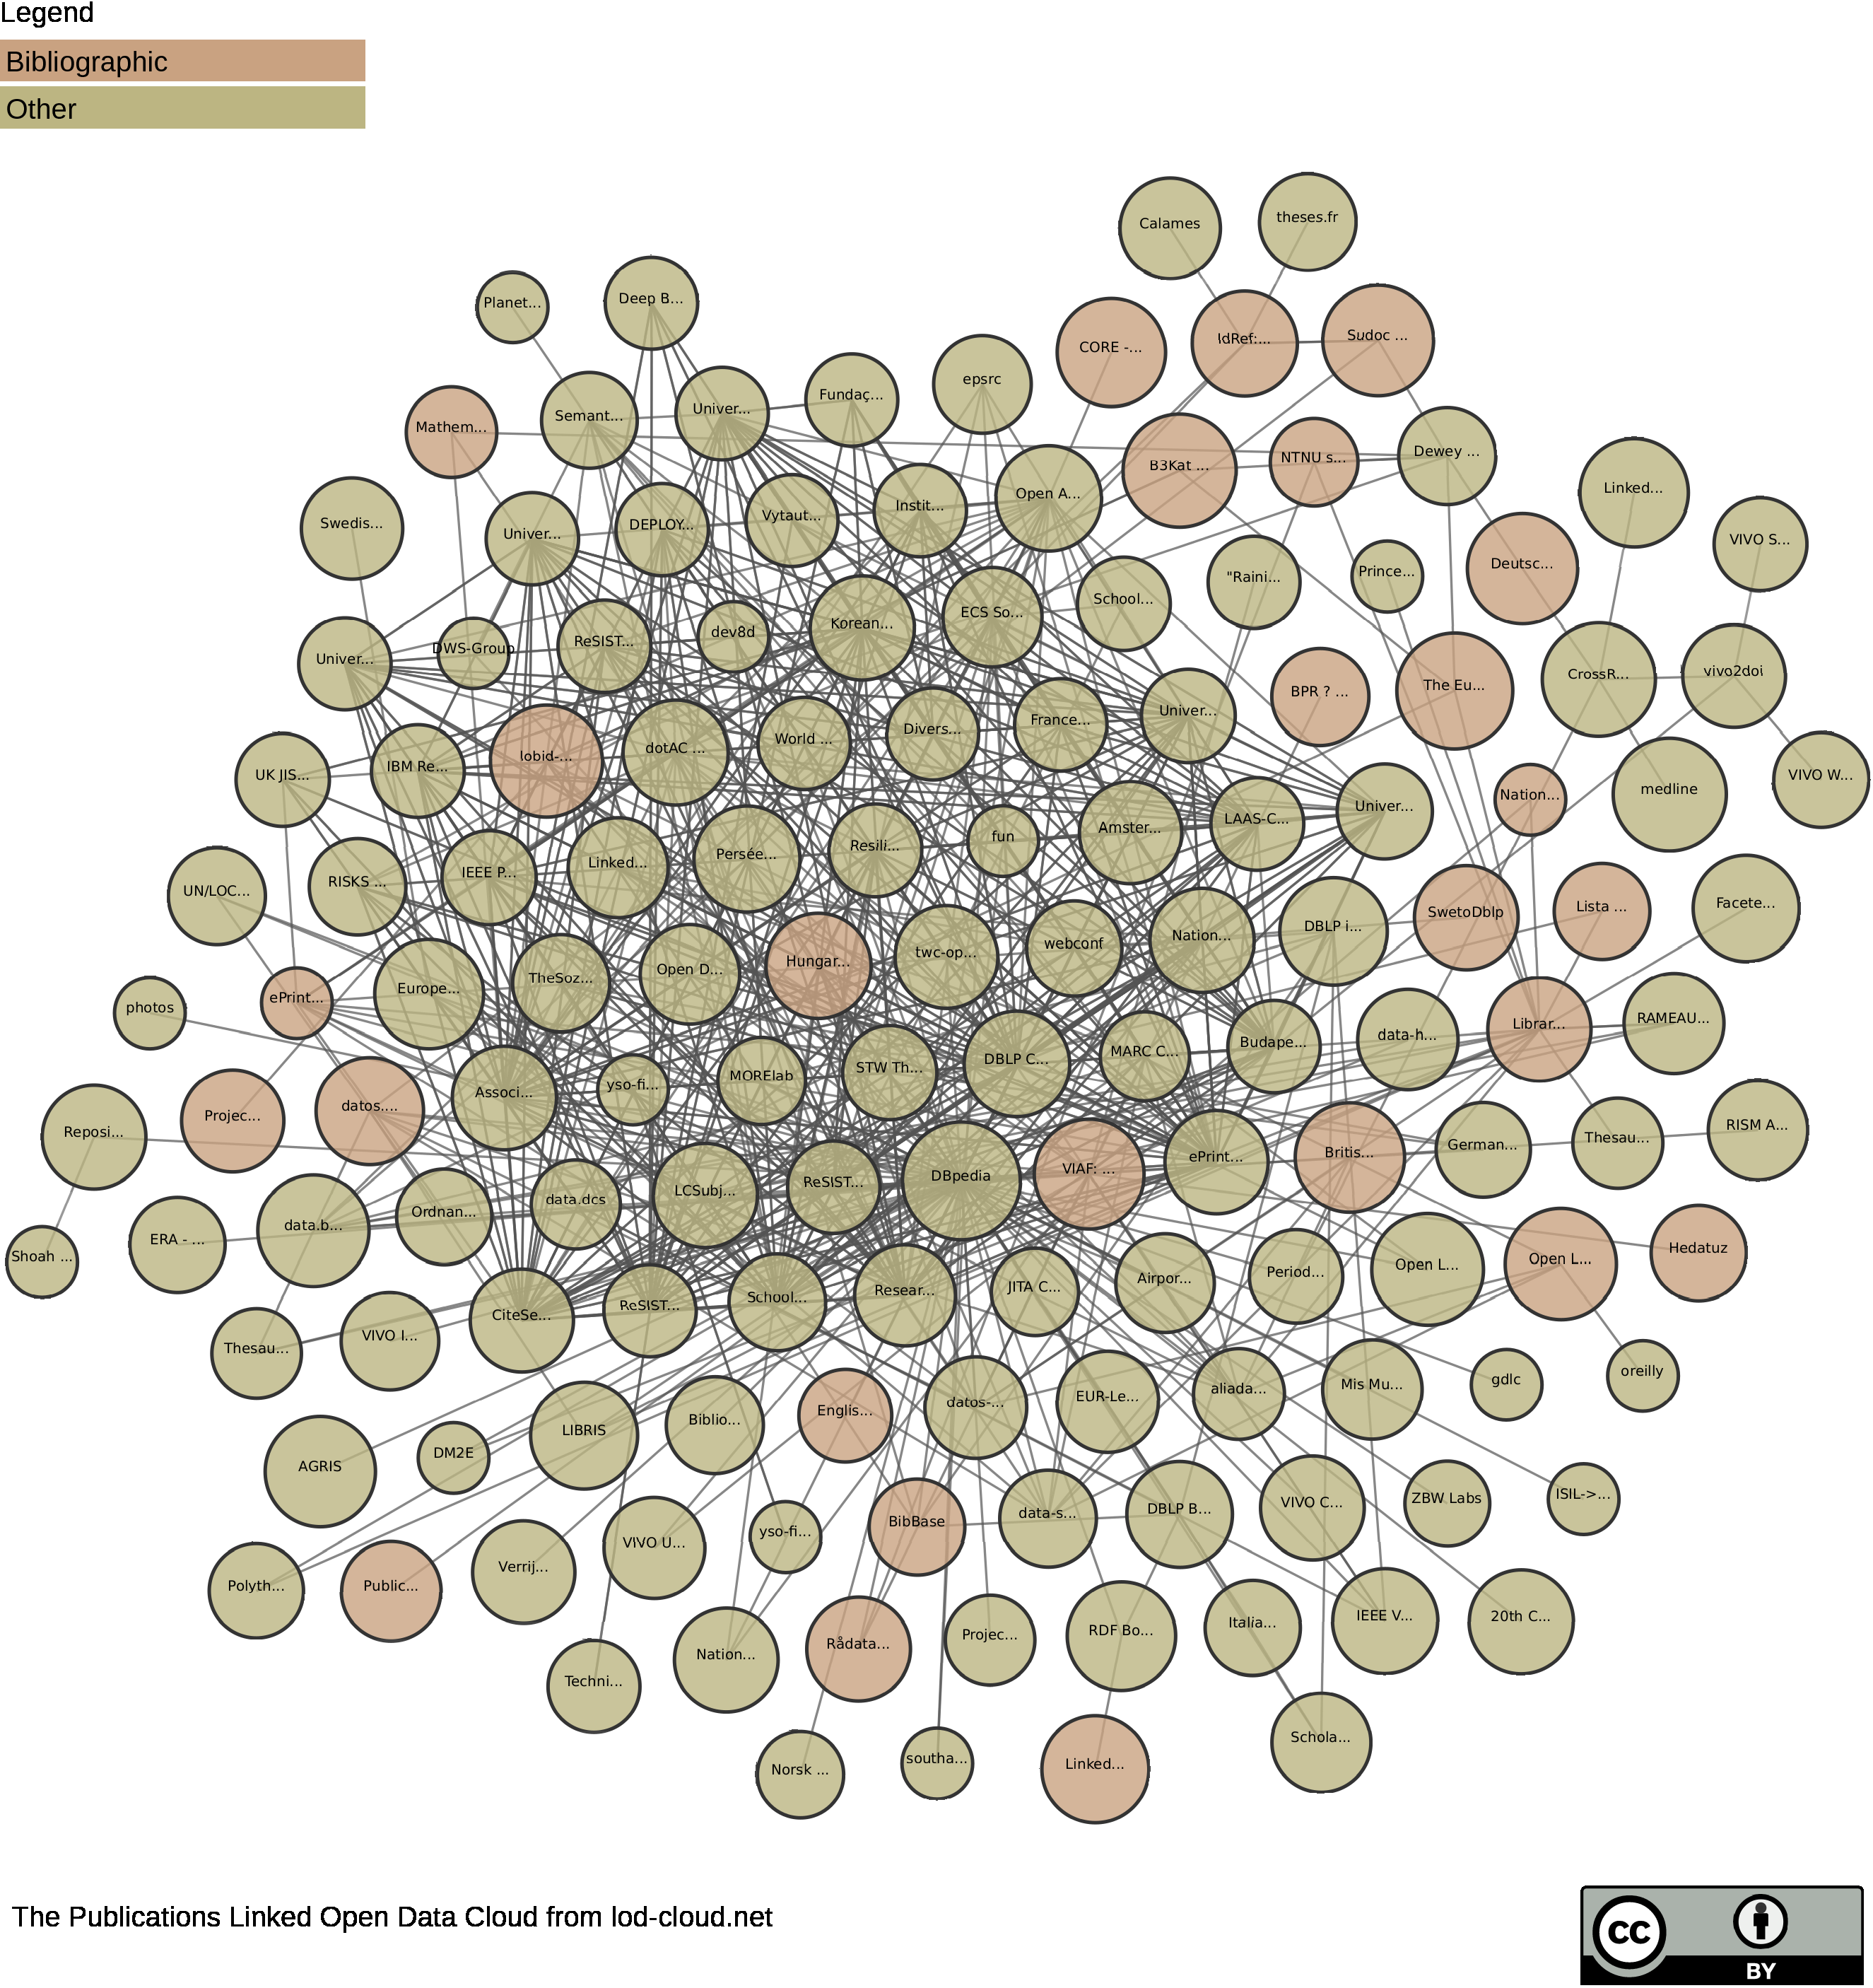 Legend
Bibliographic
Other
Calames
theses.fr
Planet...
Deep B...
CORE -...
IdRef:...
Sudoc ...
Mathem...
Semant...
Univer...
Fundaç...
epsrc
B3Kat ...
NTNU s...
Dewey ...
Linked...
Swedis...
Univer...
DEPLOY...
Vytaut...
Instit...
Open A...
"Raini...
Prince...
Deutsc...
VIVO S...
Univer...
DWS-Group
ReSIST...
dev8d
Korean...
ECS So...
School...
BPR ? ...
The Eu...
CrossR...
vivo2doi
UK JIS...
IBM Re...
lobid-...
dotAC ...
World ...
Divers...
France...
Univer...
Univer...
Nation...
medline
VIVO W...
UN/LOC...
RISKS ...
IEEE P...
Linked...
Persée...
Resili...
fun
Amster...
LAAS-C...
SwetoDblp
Lista ...
Facete...
photos
ePrint...
Europe...
TheSoz...
Open D...
Hungar...
twc-op...
webconf
Nation...
DBLP i...
data-h...
Librar...
RAMEAU...
Reposi...
Projec...
datos....
Associ...
yso-fi...
MORElab
STW Th...
DBLP C...
MARC C...
Budape...
German...
Thesau...
RISM A...
Shoah ...
ERA - ...
data.b...
Ordnan...
data.dcs
LCSubj...
ReSIST...
DBpedia
VIAF: ...
ePrint...
Britis...
Open L...
Open L...
Hedatuz
Thesau...
VIVO I...
CiteSe...
ReSIST...
School...
Resear...
JITA C...
Airpor...
Period...
gdlc
oreilly
AGRIS
DM2E
LIBRIS
Biblio...
Englis...
datos-...
EUR-Le...
aliada...
Mis Mu...
Polyth...
Public...
Verrij...
VIVO U...
yso-fi...
BibBase
data-s...
DBLP B...
VIVO C...
ZBW Labs
ISIL->...
Techni...
Nation...
Rådata...
Projec...
RDF Bo...
Italia...
IEEE V...
20th C...
Norsk ...
southa...
Linked...
Schola...
The Publications Linked Open Data Cloud from lod-cloud.net
CC
BY